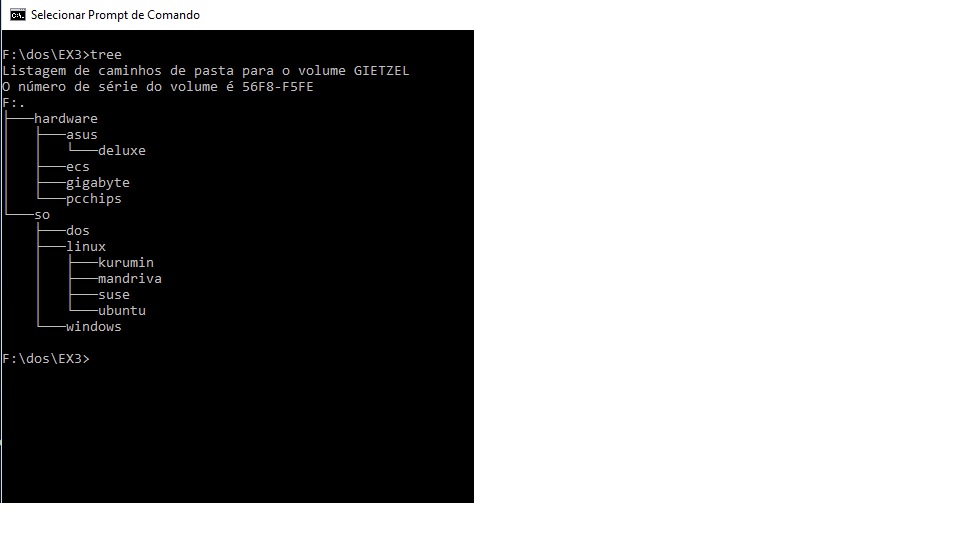 Selecionar Prompt de Comando
F:\dos\EX3>tree
Listagem de caminhos de pasta para o volume GIETZEL
O número de série do volume é 56F8-F5FE
F:.
├───hardware
│   ├───asus
│   │   └───deluxe
│   ├───ecs
│   ├───gigabyte
│   └───pcchips
└───so
    ├───dos
    ├───linux
    │   ├───kurumin
    │   ├───mandriva
    │   ├───suse
    │   └───ubuntu
    └───windows
F:\dos\EX3>